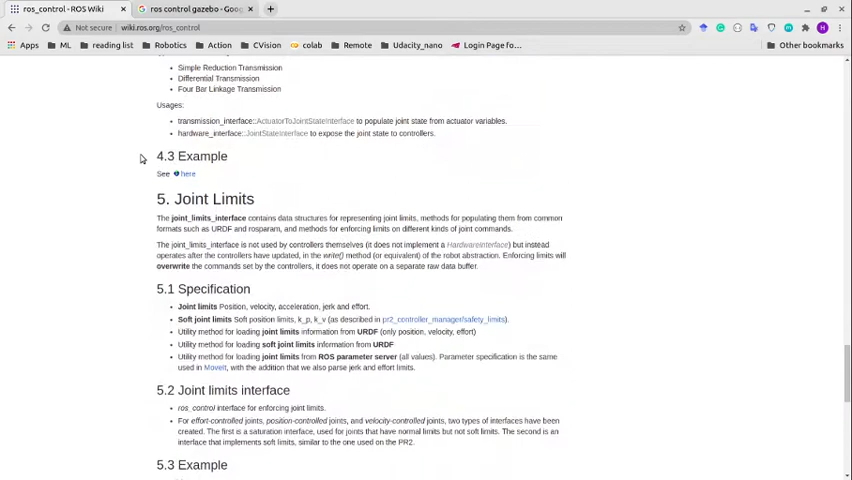 ros_control - ROS Wiki
ros control gazebo - Goog
Not secure | wiki.ros.org/ros_control
Apps ML reading list Robotics Action CVision colab Remote Udacity_nano Login Page fo... Other bookmarks
Simple Reduction Transmission
Differential Transmission
Four Bar Linkage Transmission
Usages:
transmission_interface::ActuatorToJointStateInterface to populate joint state from actuator variables.
hardware_interface::JointStateInterface to expose the joint state to controllers.
4.3 Example
See here
5. Joint Limits
The joint_limits_interface contains data structures for representing joint limits, methods for populating them from common
formats such as URDF and rosparam, and methods for enforcing limits on different kinds of joint commands.
The joint_limits_interface is not used by controllers themselves (it does not implement a HardwareInterface) but instead
operates after the controllers have updated, in the write() method (or equivalent) of the robot abstraction. Enforcing limits will
overwrite the commands set by the controllers, it does not operate on a separate raw data buffer.
5.1 Specification
Joint limits Position, velocity, acceleration, jerk and effort.
Soft joint limits Soft position limits, k_p, k_v (as described in pr2_controller_manager/safety_limits).
Utility method for loading joint limits information from URDF (only position, velocity, effort)
Utility method for loading soft joint limits information from URDF
Utility method for loading joint limits from ROS parameter server (all values). Parameter specification is the same
used in MoveIt, with the addition that we also parse jerk and effort limits.
5.2 Joint limits interface
ros_control interface for enforcing joint limits.
For effort-controlled joints, position-controlled joints, and velocity-controlled joints, two types of interfaces have been
created. The first is a saturation interface, used for joints that have normal limits but not soft limits. The second is an
interface that implements soft limits, similar to the one used on the PR2.
5.3 Example